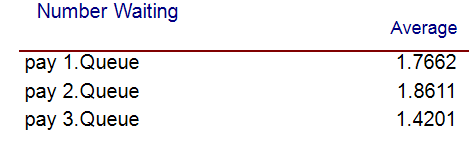 Number Waiting
Average
pay 1.Queue 1.7662
pay 2.Queue 1.8611
pay 3.Queue 1.4201